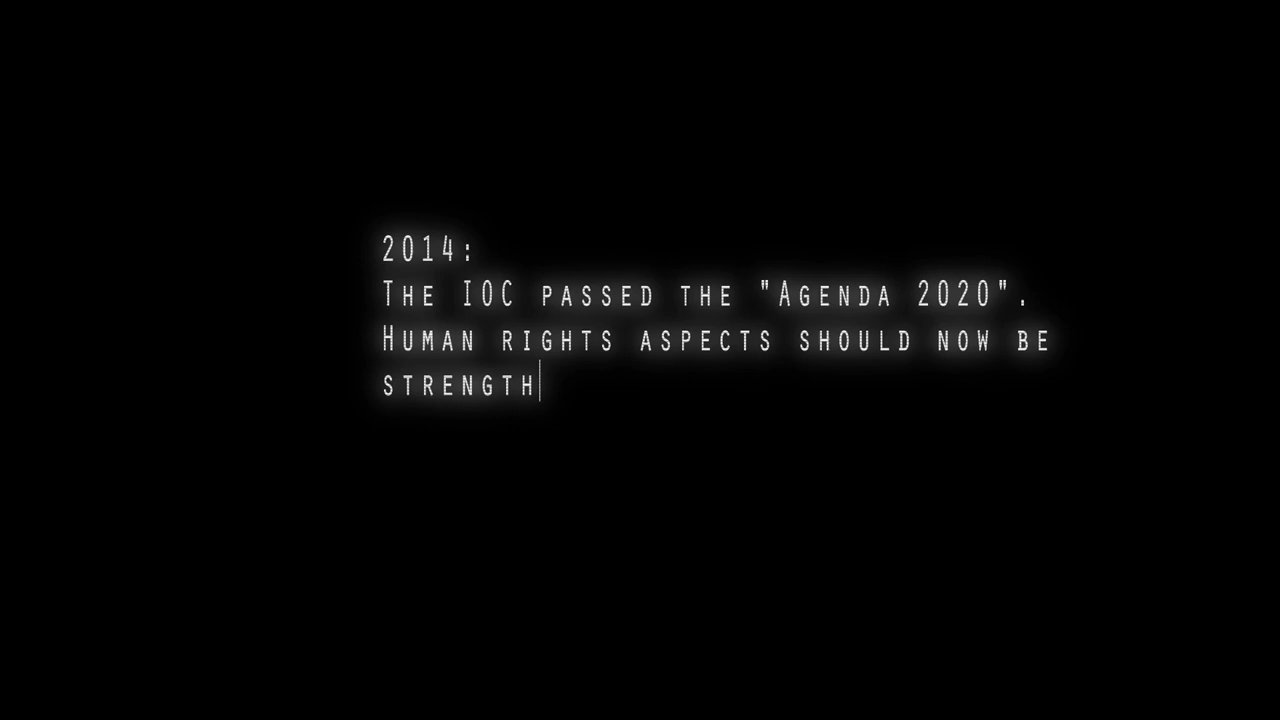 2014:
The IOC passed the "Agenda 2020".
Human rights aspects should now be
strength